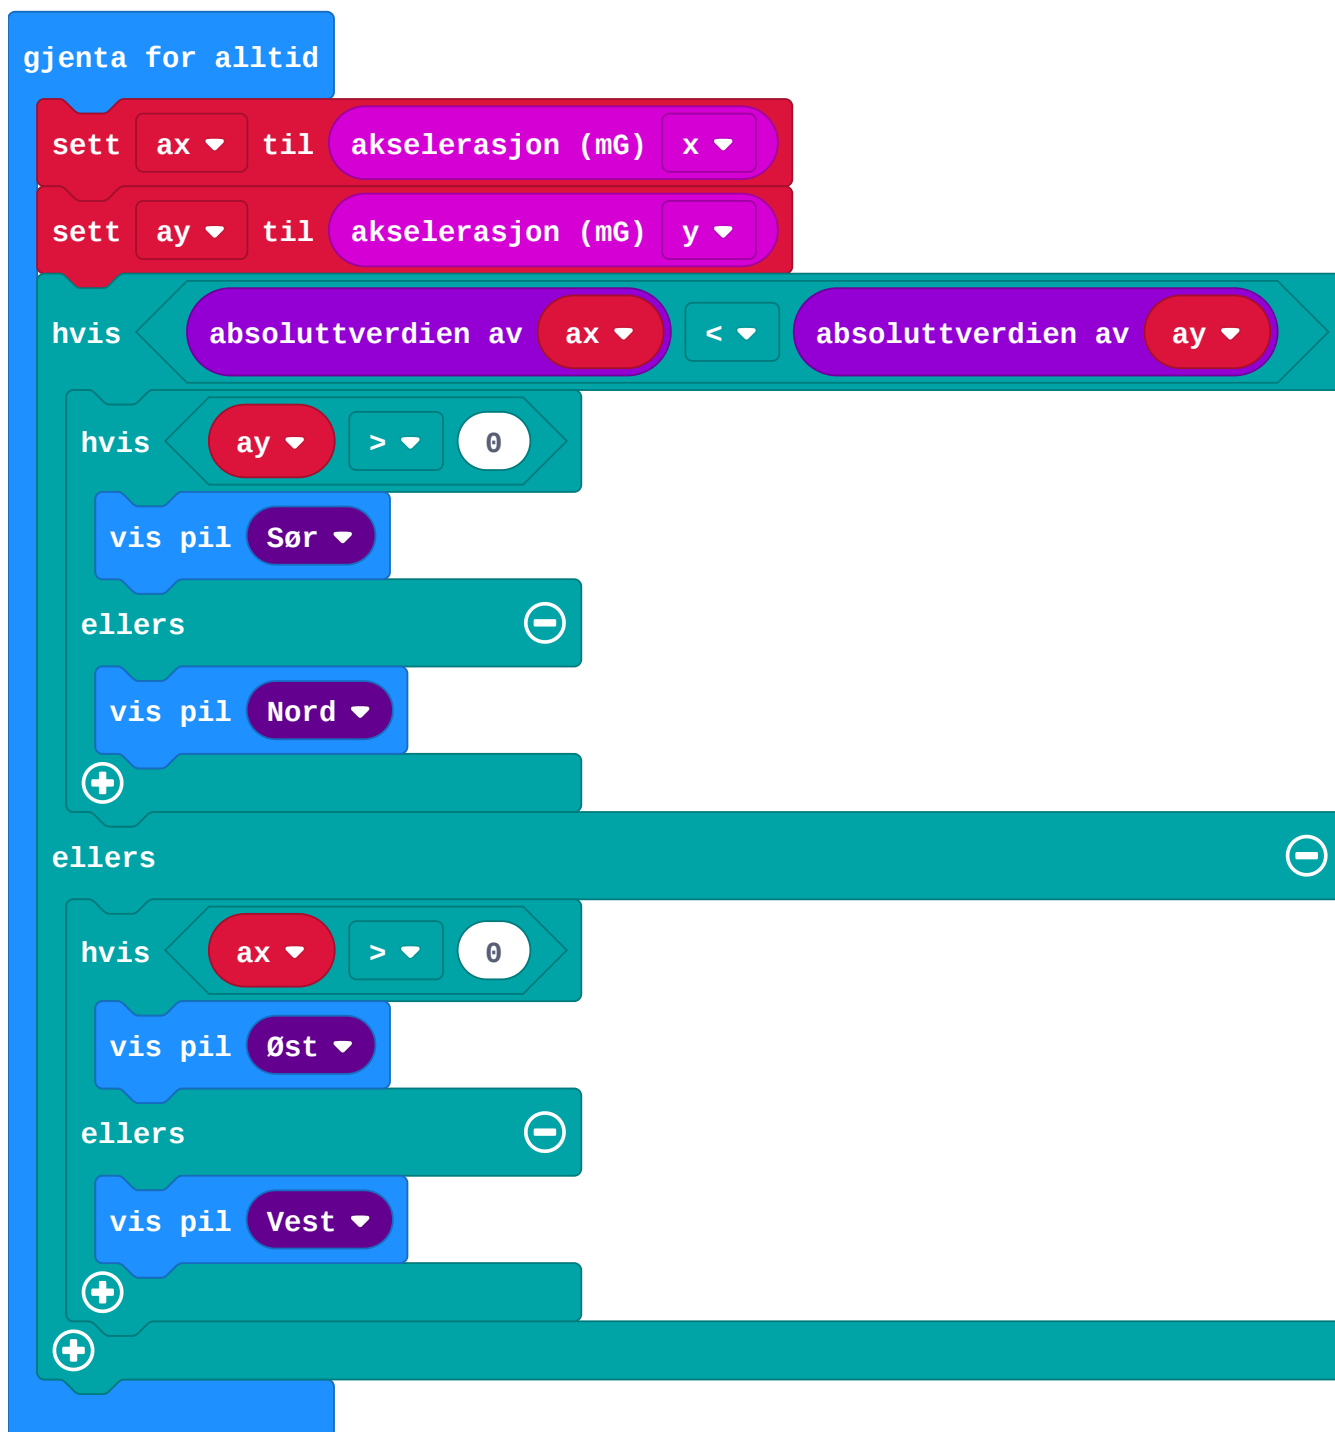 gjenta for alltid
sett ax til akselerasjon (mG) x
sett ay til akselerasjon (mG) y
hvis absoluttverdien av ax < absoluttverdien av ay
hvis ay > 0
vis pil Sør
ellers
vis pil Nord
ellers
hvis ax > 0
vis pil Øst
ellers
vis pil Vest